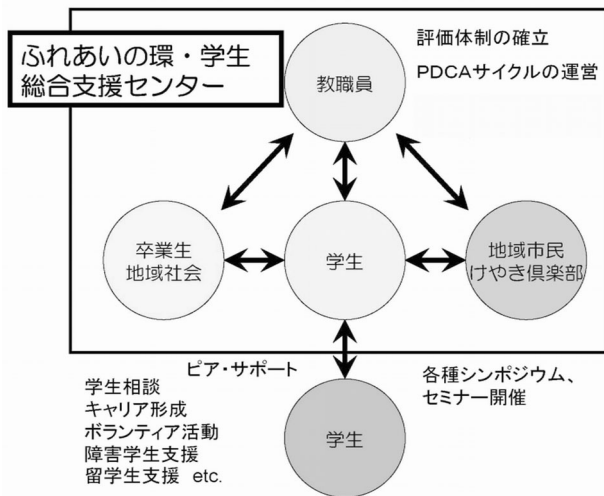 ふれあいの環・学生
総合支援センター
評価体制の確立
PDCAサイクルの運営
教職員
卒業生
地域社会
学生
地域市民
けやき倶楽部
ピア・サポート
学生相談
キャリア形成
ボランティア活動
障害学生支援
留学生支援 etc.
学生
各種シンポジウム、
セミナー開催